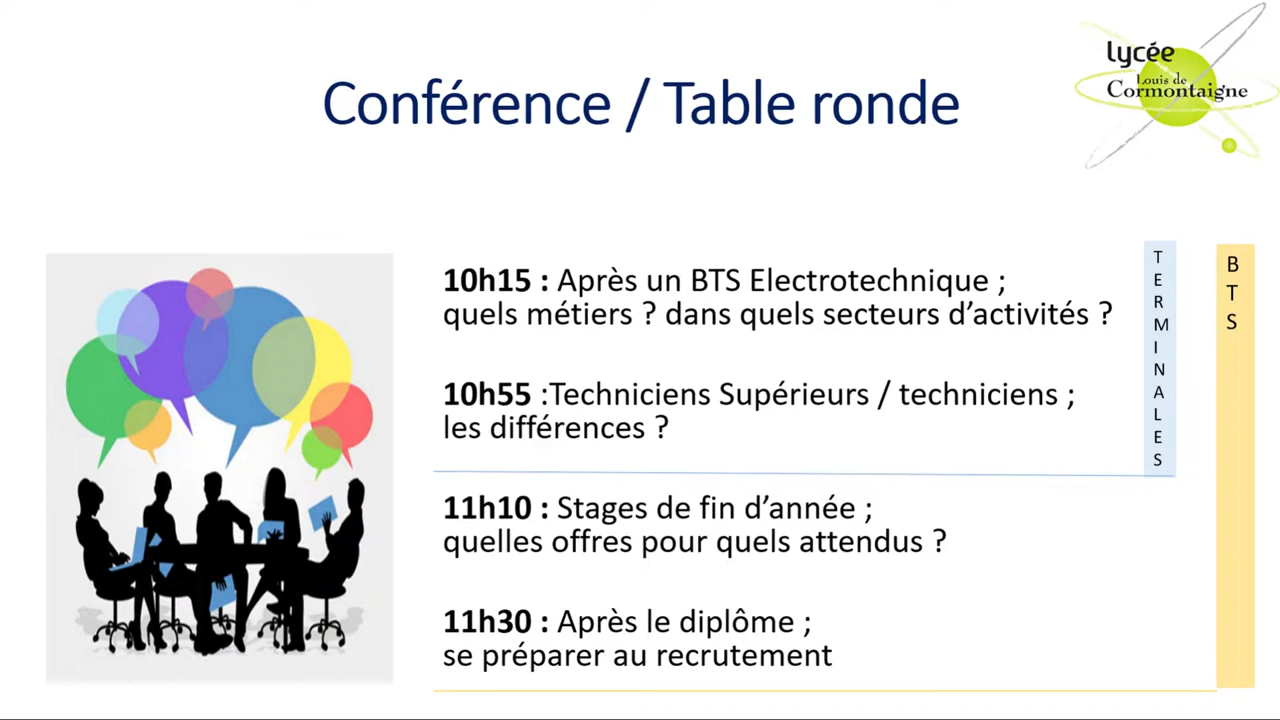 lycée
Louis de
Cormontaigne
Conférence / Table ronde
10h15 : Après un BTS Electrotechnique ;
quels métiers ? dans quels secteurs d’activités ?
10h55 :Techniciens Supérieurs / techniciens ;
les différences ?
11h10 : Stages de fin d’année ;
quelles offres pour quels attendus ?
11h30 : Après le diplôme ;
se préparer au recrutement
TERMINALES
BTS